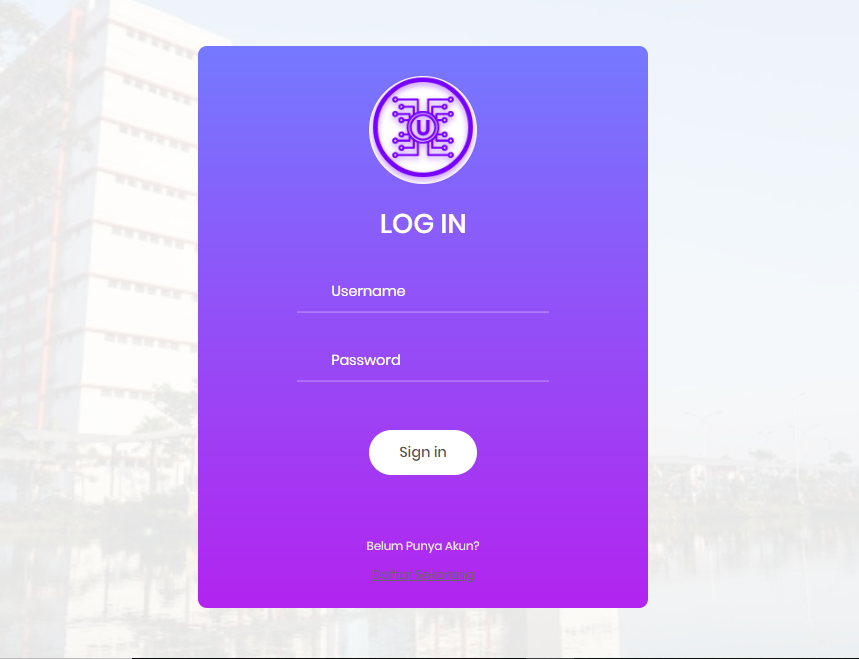 U
LOG IN
Username
Password
Sign in
Belum Punya Akun?
Daftar Sekarang